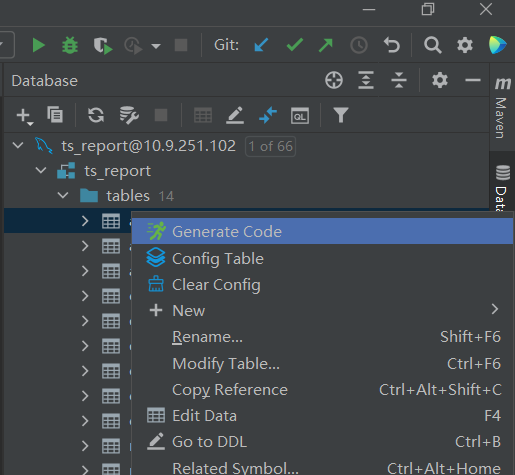 Git:
Database
QL
ts_report@10.9.251.102 1 of 66
ts_report
tables 14
Generate Code
Config Table
Clear Config
New
Rename... Shift+F6
Modify Table... Ctrl+F6
Copy Reference Ctrl+Alt+Shift+C
Edit Data F4
Go to DDL Ctrl+B
Related Symbol... Ctrl+Alt+Home
m
Maven